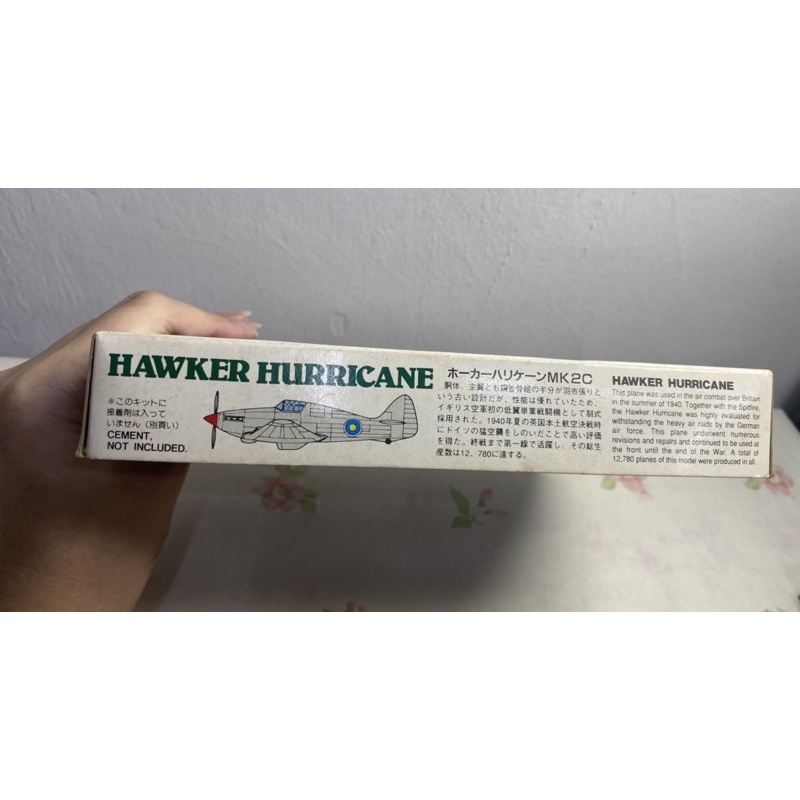 HAWKER HURRICANE
※このキットに
接着剤は入って
いません（別買い）
CEMENT,
NOT INCLUDED.
ホーカーハリケーンMK2C
胴体、主翼とも鋼管骨組の半分が羽布張りと
いう古い設計だが、性能は優れていたため、
イギリス空軍初の低翼単葉戦闘機として制式
採用された。1940年夏の英国本土航空決戦時
にドイツの猛空襲をしのいだことで高い評価
を得た。終戦まで第一線で活躍し、その総生
産数は12、780に達する。
HAWKER HURRICANE
This plane was used in the air combat over Britain
in the summer of 1940. Together with the Spitfire,
the Hawker Hurricane was highly evaluated for
withstanding the heavy air raids by the German
air force. This plane underwent numerous
revisions and repairs and continued to be used at
the front until the end of the War. A total of
12,780 planes of this model were produced in all.